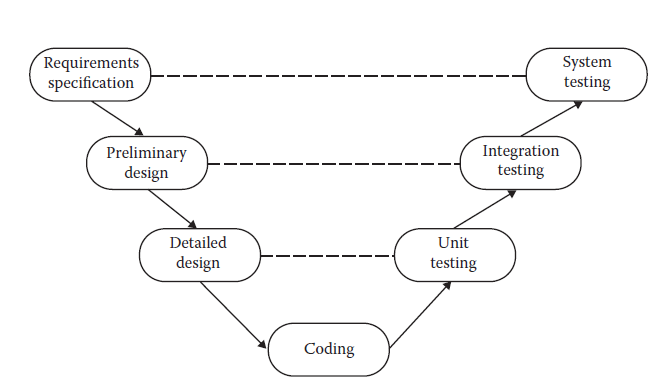 Requirements
specification
System
testing
Preliminary
design
Integration
testing
Detailed
design
Unit
testing
Coding